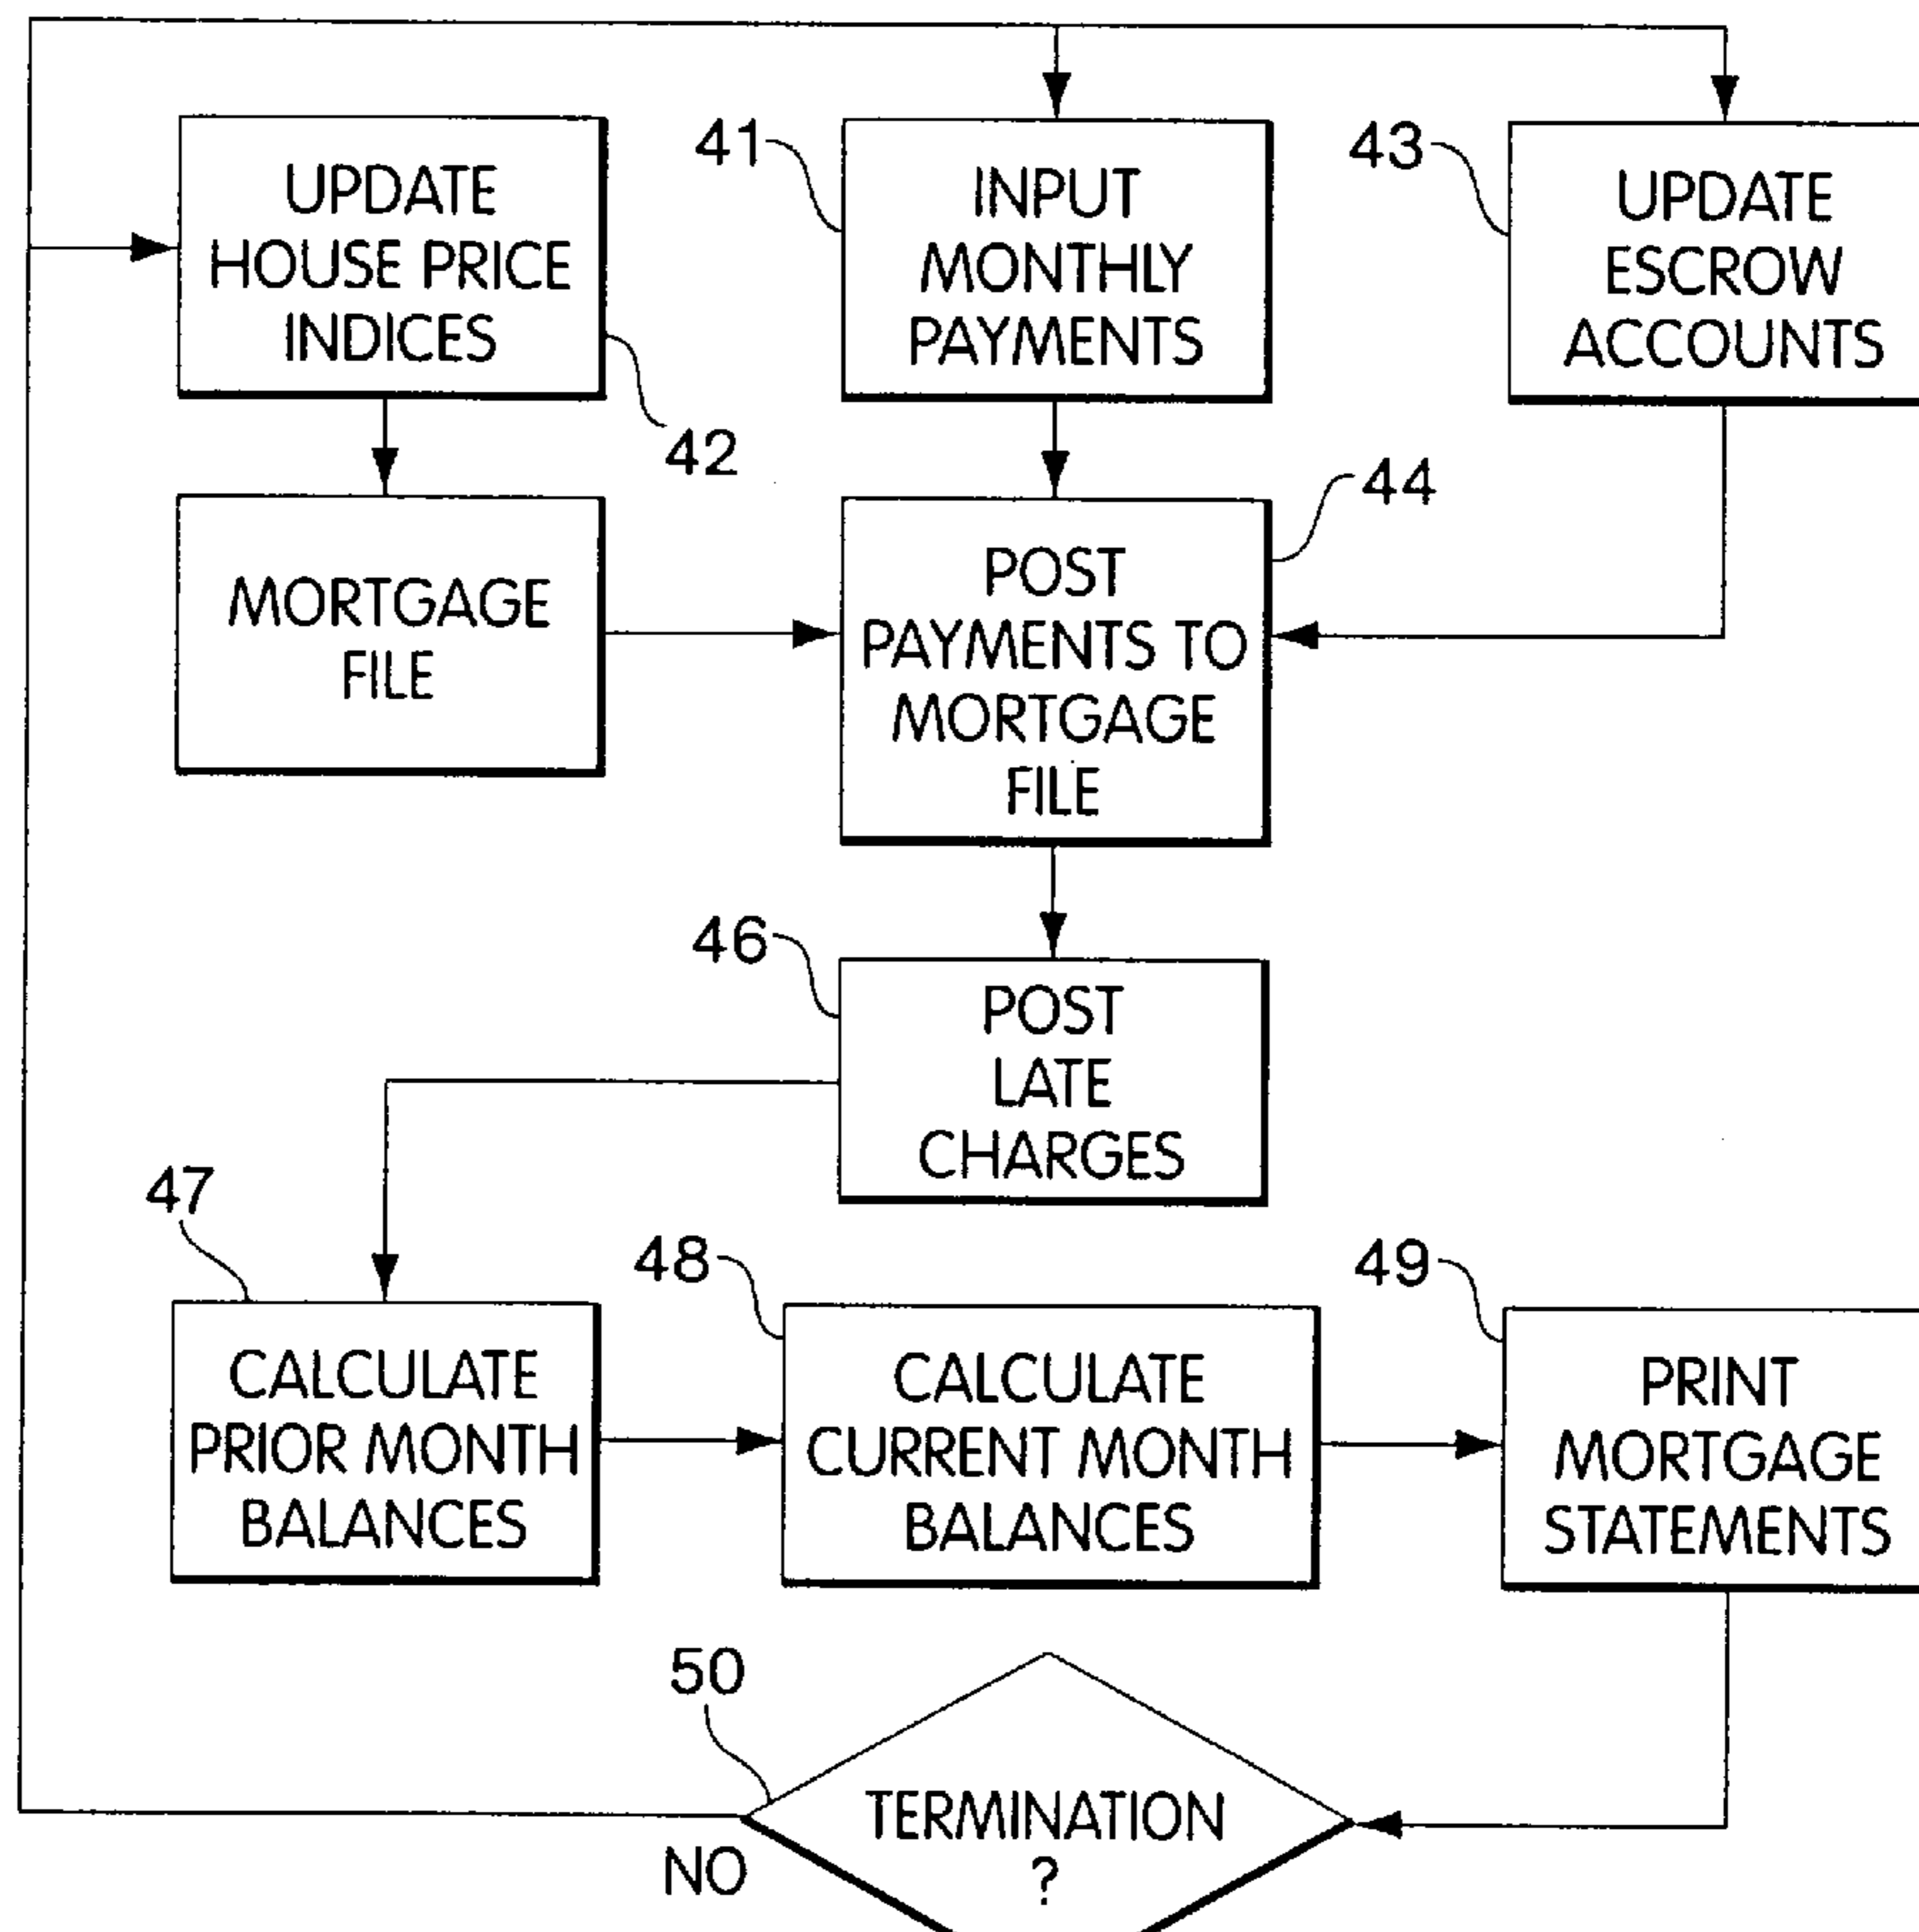 41
43
UPDATE
HOUSE PRICE
INDICES
INPUT
MONTHLY
PAYMENTS
UPDATE
ESCROW
ACCOUNTS
42
44
MORTGAGE
FILE
POST
PAYMENTS TO
MORTGAGE
FILE
46
POST
LATE
CHARGES
47
48
49
CALCULATE
PRIOR MONTH
BALANCES
CALCULATE
CURRENT MONTH
BALANCES
PRINT
MORTGAGE
STATEMENTS
50
TERMINATION
?
NO